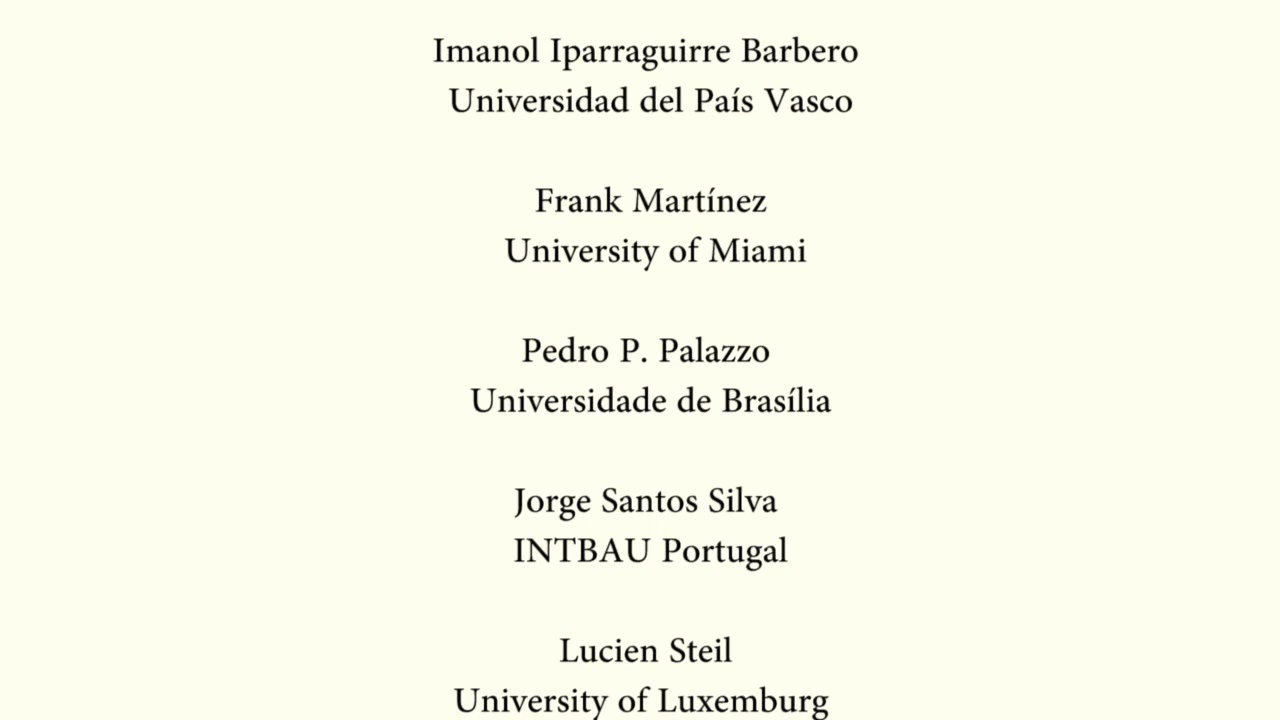 Imanol Iparraguirre Barbero
Universidad del País Vasco
Frank Martínez
University of Miami
Pedro P. Palazzo
Universidade de Brasília
Jorge Santos Silva
INTBAU Portugal
Lucien Steil
University of Luxemburg